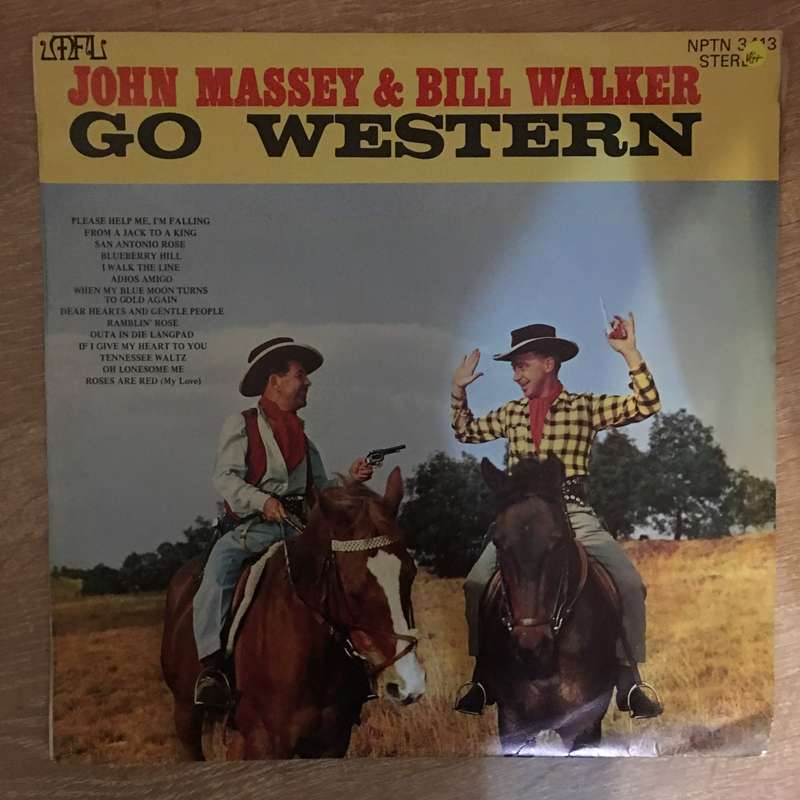 MFL
JOHN MASSEY & BILL WALKER
GO WESTERN
PLEASE HELP ME, I'M FALLING
FROM A JACK TO A KING
SAN ANTONIO ROSE
BLUEBERRY HILL
I WALK THE LINE
ADIOS AMIGO
WHEN MY BLUE MOON TURNS
TO GOLD AGAIN
DEAR HEARTS AND GENTLE PEOPLE
RAMBLIN' ROSE
OUTA IN DIE LANGPAD
IF I GIVE MY HEART TO YOU
TENNESSEE WALTZ
OH LONESOME ME
ROSES ARE RED (My Love)
NPTN